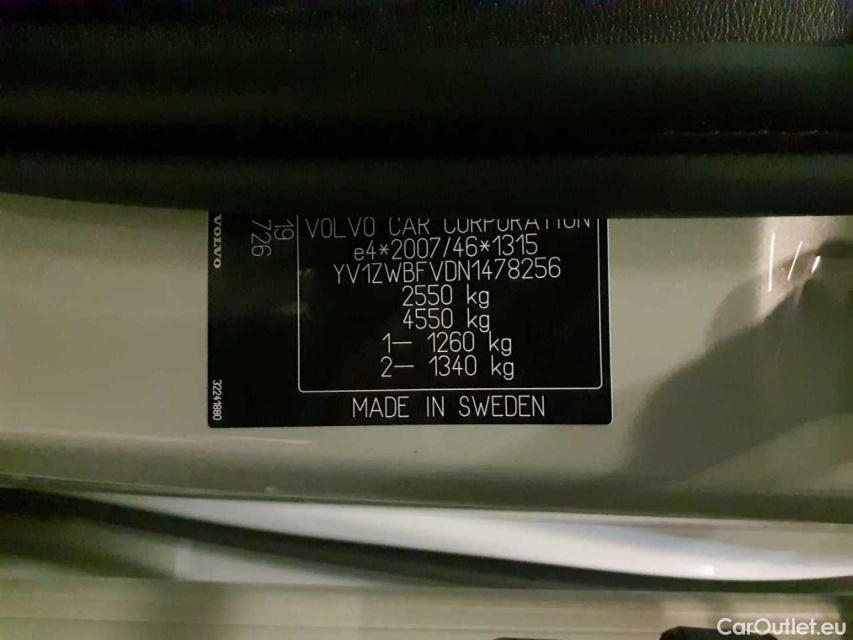 VOLVO CAR CORPORATION
e4*2007/46*1315
YV1ZWBFVDN1478256
2550 kg
4550 kg
1– 1260 kg
2– 1340 kg
MADE IN SWEDEN
VOLVO
19
726
32241880
CarOutlet.eu